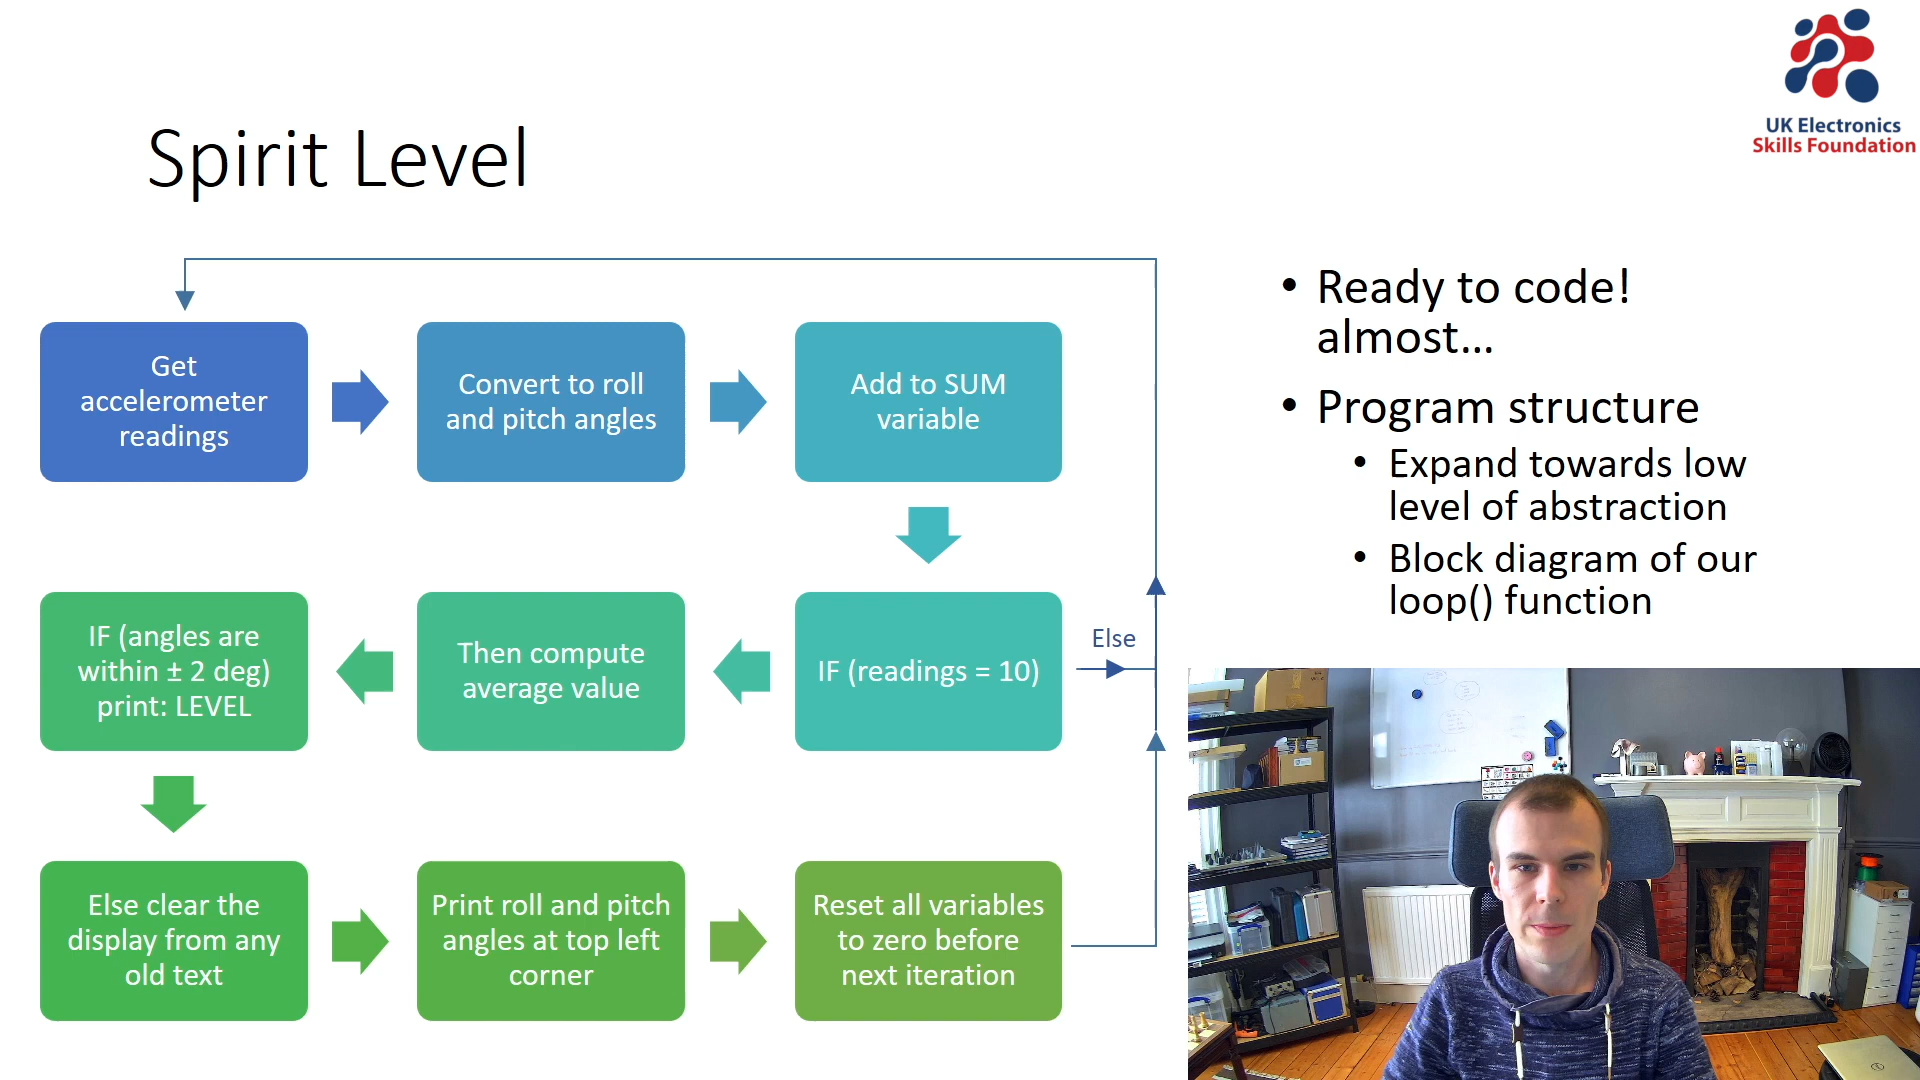 UK Electronics
Skills Foundation
Spirit Level
Get
accelerometer
readings
Convert to roll
and pitch angles
Add to SUM
variable
IF (readings = 10)
Else
Then compute
average value
IF (angles are
within ± 2 deg)
print: LEVEL
Else clear the
display from any
old text
Print roll and pitch
angles at top left
corner
Reset all variables
to zero before
next iteration
• Ready to code!
almost...
• Program structure
• Expand towards low
level of abstraction
• Block diagram of our
loop() function